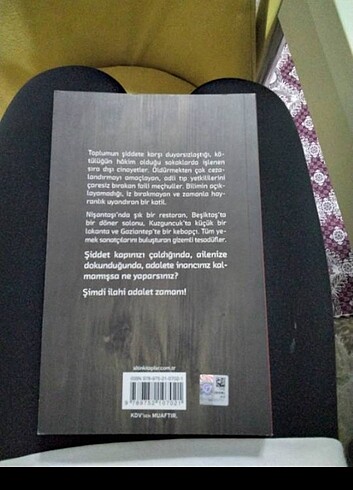 Toplumun şiddete karşı duyarsızlaştığı, kö-
tülüğün hâkim olduğu sokaklarda işlenen
sıra dışı cinayetler. Öldürmekten çok ceza-
landırmayı amaçlayan, adli tıp yetkililerini
çaresiz bırakan faili meçhuller. Bilimin açık-
layamadığı, iz bırakmayan ve zamanla hay-
ranlık uyandıran bir katil.
Nişantaşı'nda şık bir restoran, Beşiktaş'ta
bir döner salonu, Kuzguncuk'ta küçük bir
lokanta ve Gaziantep'te bir kebapçı. Tüm ye-
mek sanatçılarını buluşturan gizemli tesadüfler.
Şiddet kapınızı çaldığında, ailenize
dokunduğunda, adalete inancınız kal-
mamışsa ne yaparsınız?
Şimdi ilahi adalet zamanı!
KDV'den MUAFTIR.